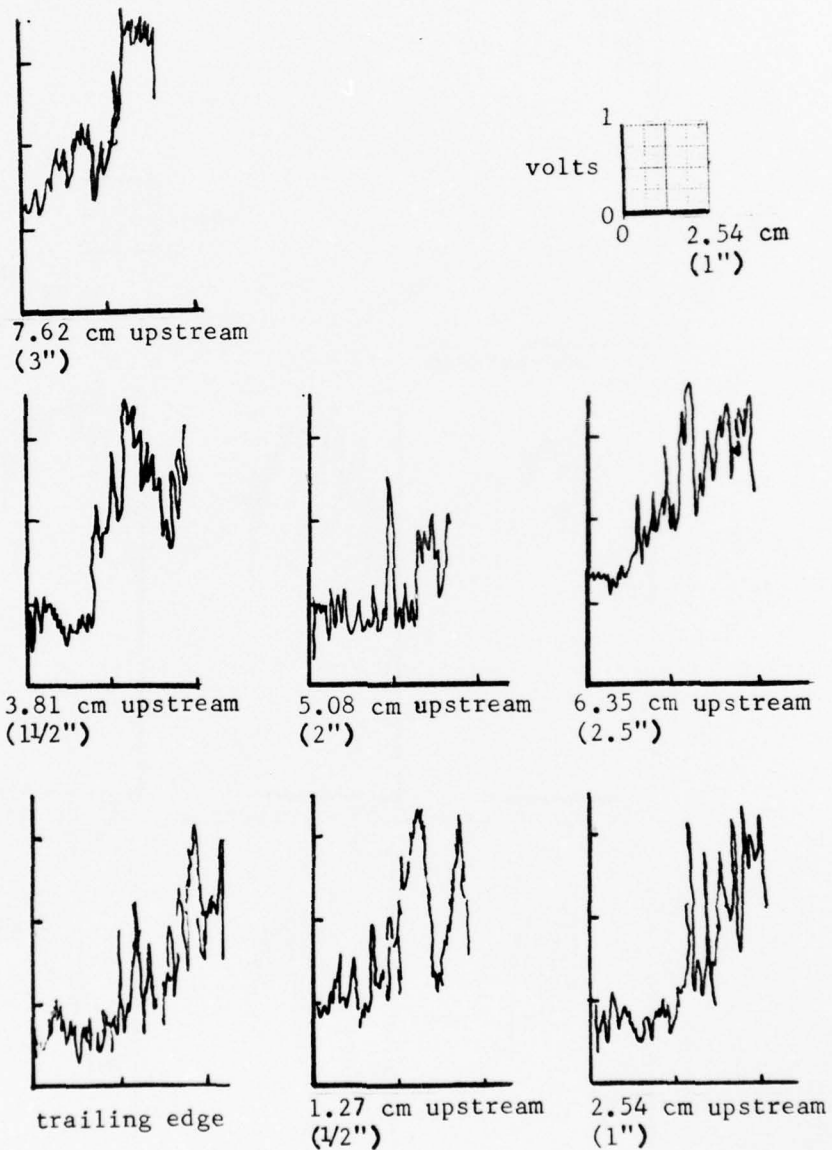 1
volts
0
0 2.54 cm
(1")
7.62 cm upstream
(3")
3.81 cm upstream
(1 1/2")
5.08 cm upstream
(2")
6.35 cm upstream
(2.5")
trailing edge
1.27 cm upstream
(1/2")
2.54 cm upstream
(1")